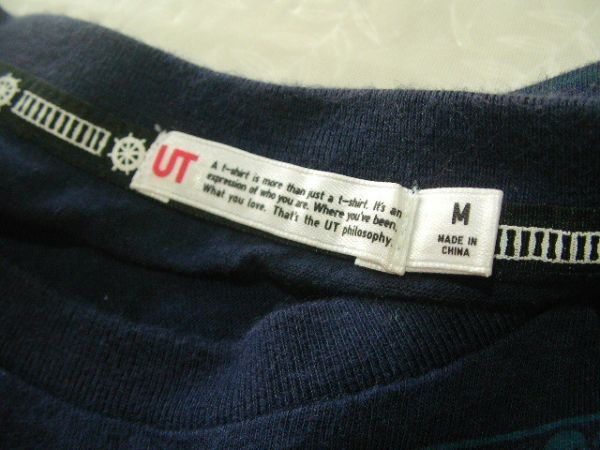 UT
A t-shirt is more than just a t-shirt. It's an
expression of who you are. Where you've been,
What you love. That's the UT philosophy.
M
MADE IN
CHINA